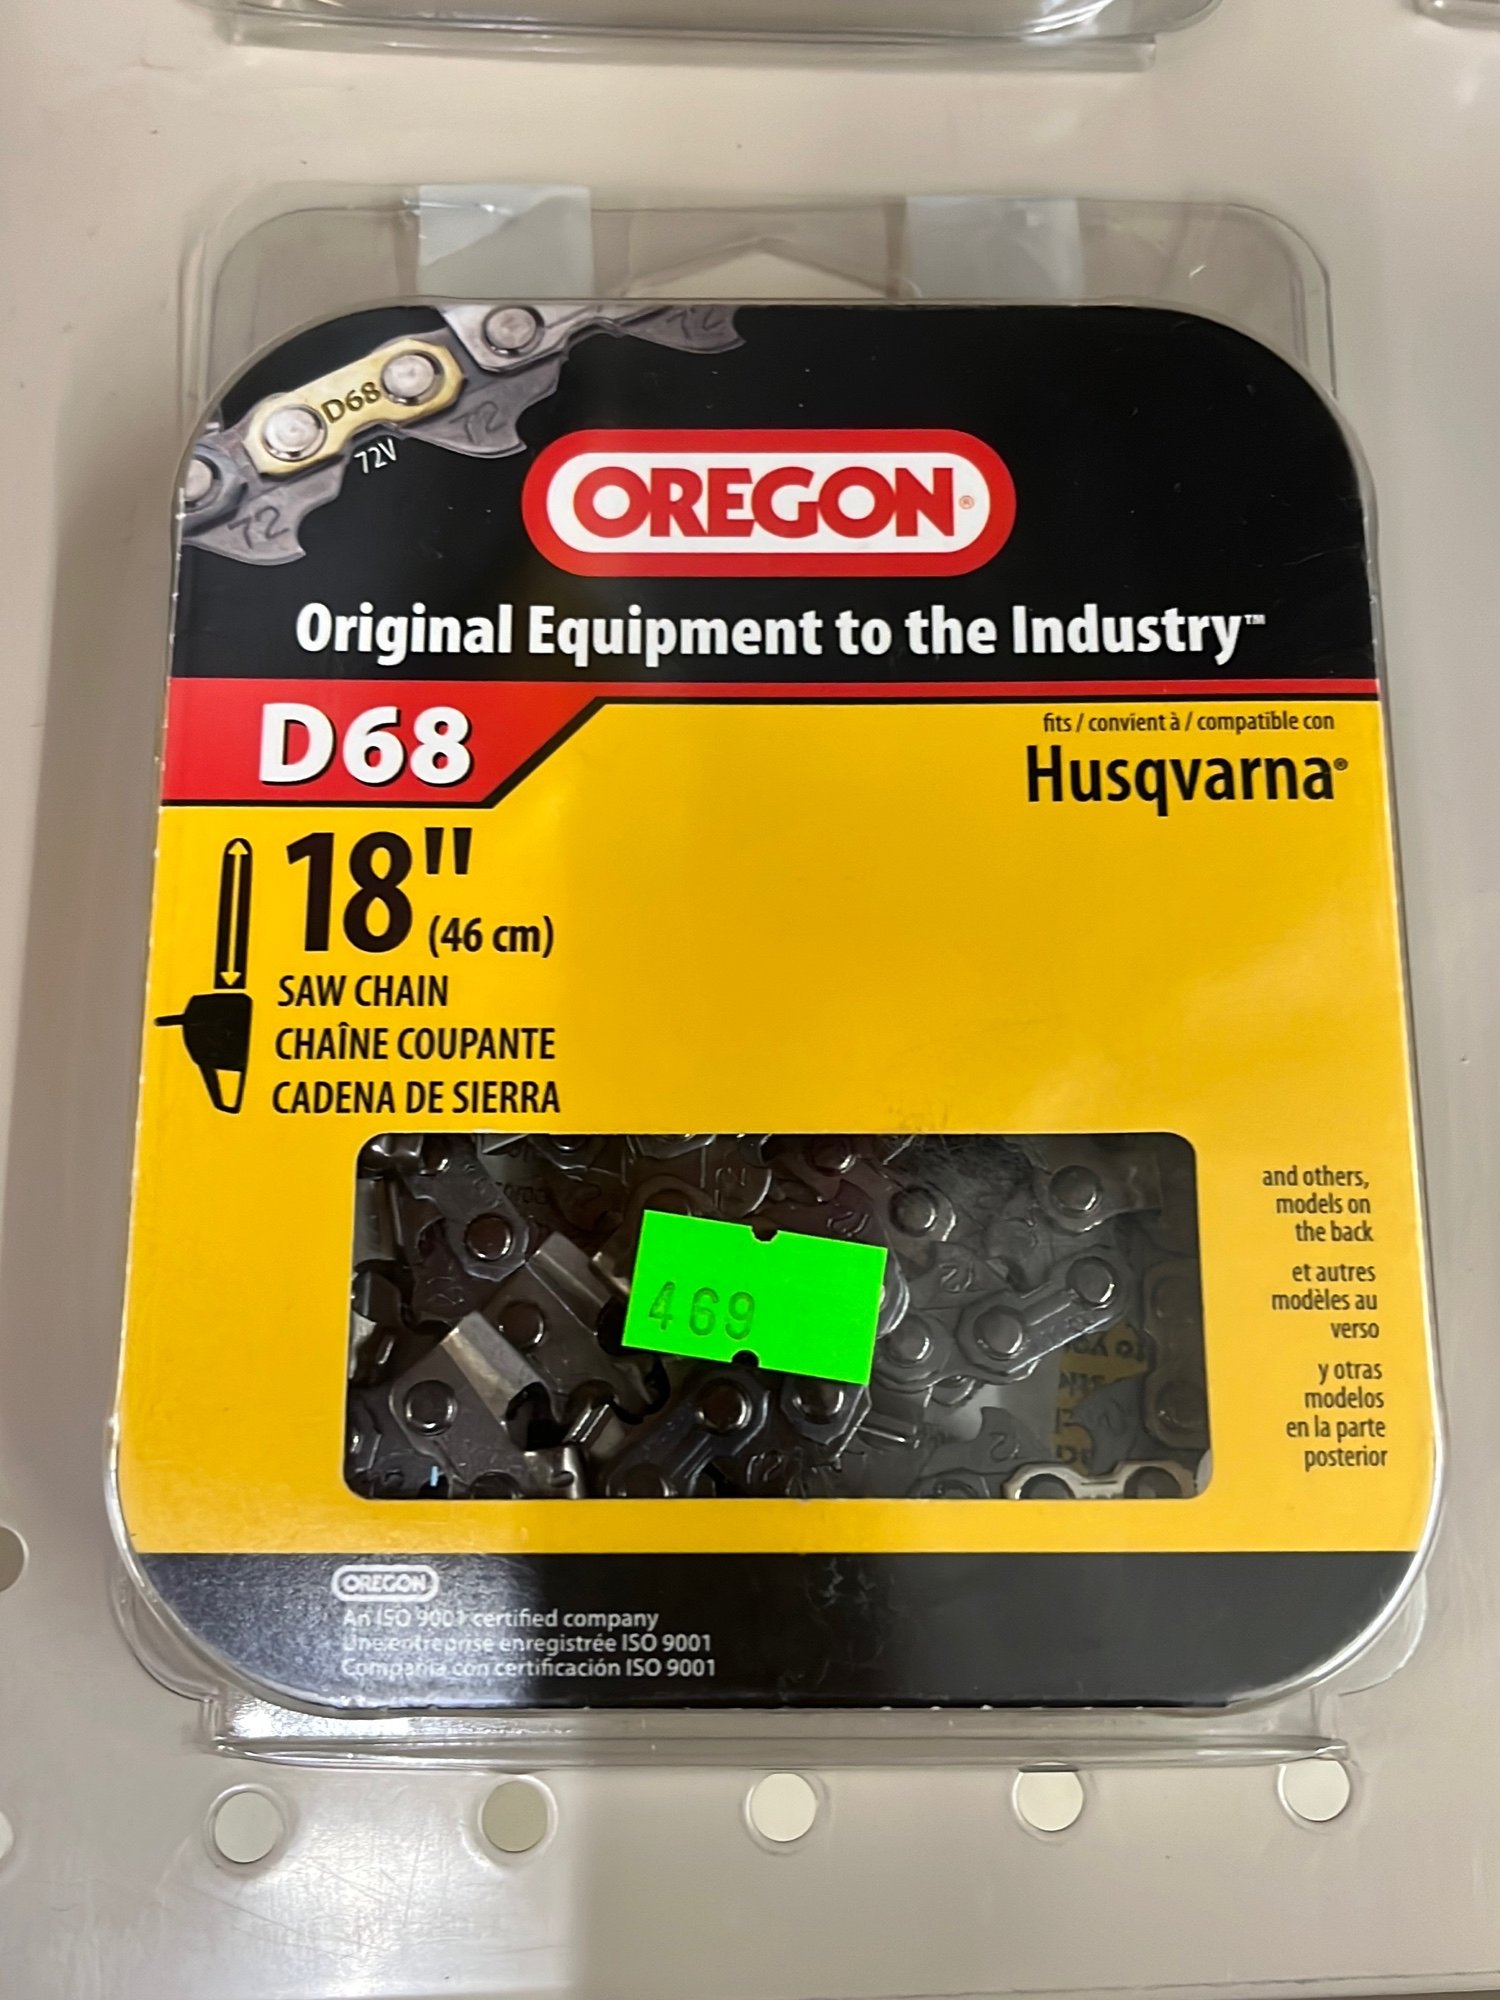 72
D68
72
72V
72
OREGON®
Original Equipment to the Industry™
D68
fits / convient à / compatible con
Husqvarna®
18"
(46 cm)
SAW CHAIN
CHAÎNE COUPANTE
CADENA DE SIERRA
and others,
models on
the back
et autres
modèles au
verso
y otras
modelos
en la parte
posterior
469
OREGON
An ISO 9001 certified company
Une entreprise enregistrée ISO 9001
Compañía con certificación ISO 9001